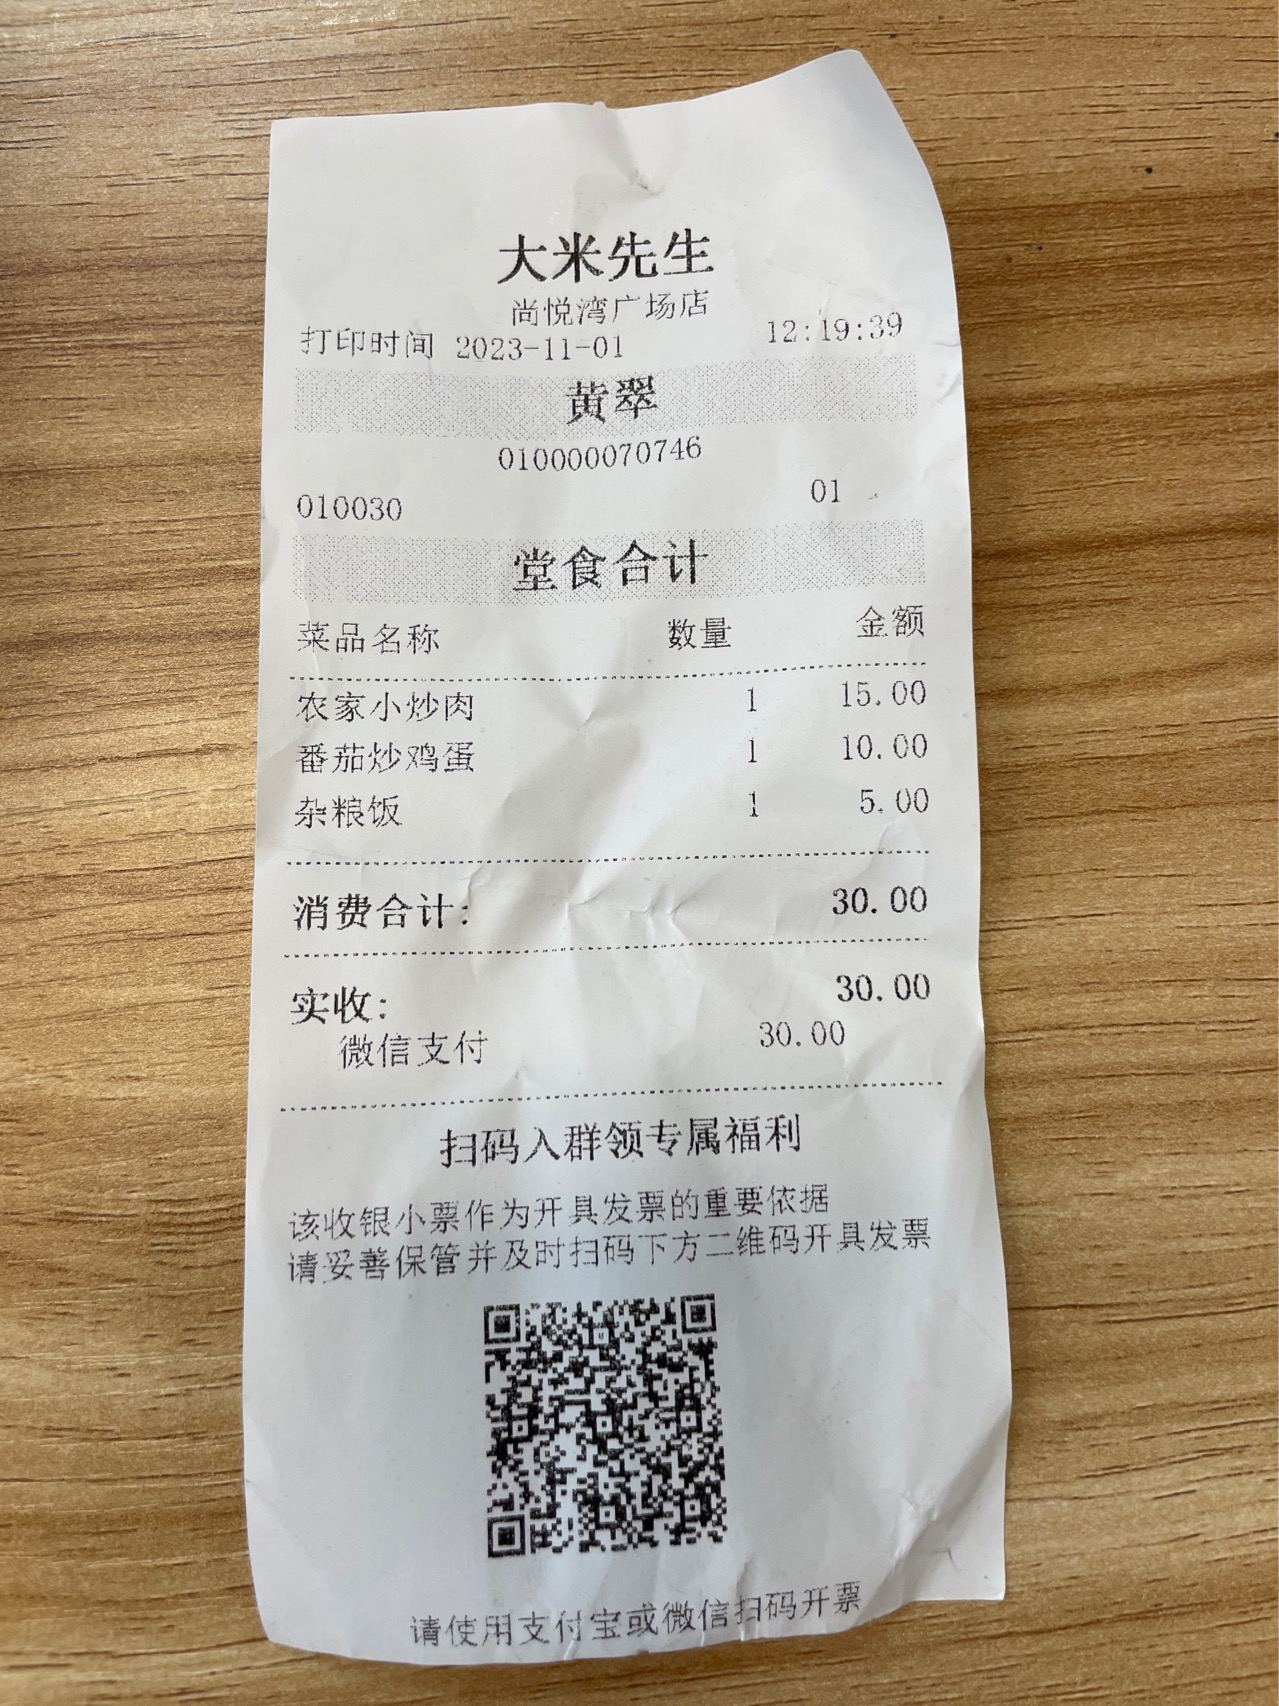 大米先生
尚悦湾广场店
打印时间 2023-11-01 12:19:39
黄翠
010000070746
010030 01
堂食合计
菜品名称 数量 金额
农家小炒肉 1 15.00
番茄炒鸡蛋 1 10.00
杂粮饭 1 5.00
消费合计: 30.00
实收: 30.00
微信支付 30.00
扫码入群领专属福利
该收银小票作为开具发票的重要依据
请妥善保管并及时扫码下方二维码开具发票
请使用支付宝或微信扫码开票